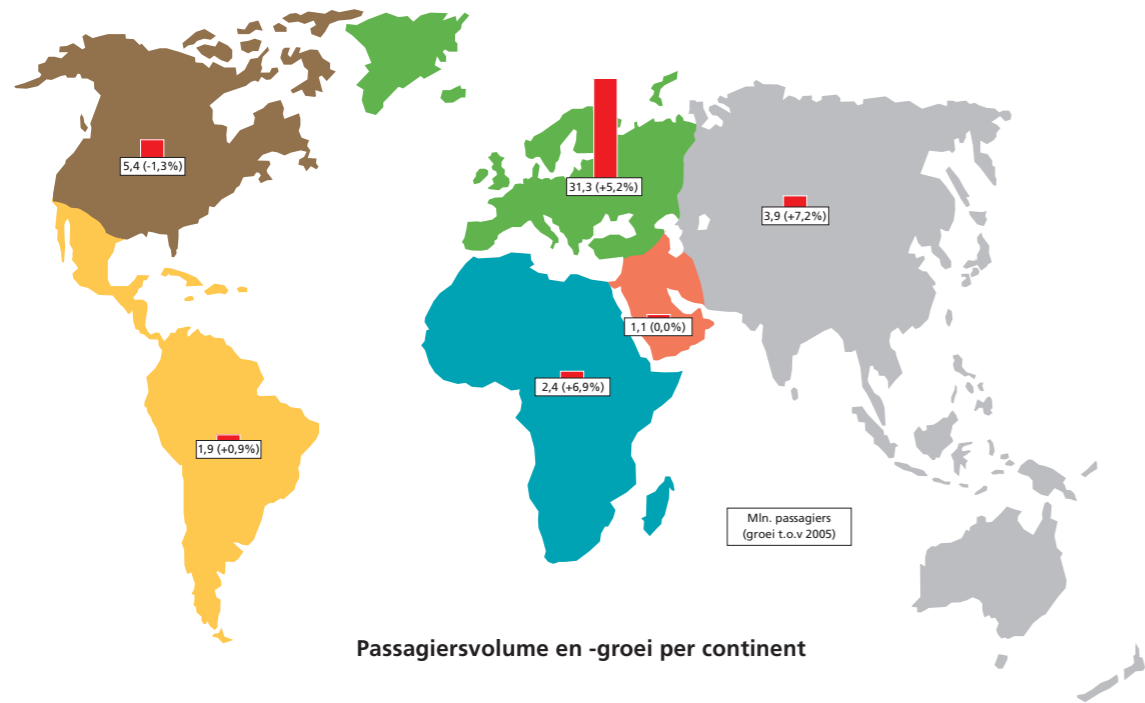 5,4 (-1,3%)
31,3 (+5,2%)
3,9 (+7,2%)
1,1 (0,0%)
2,4 (+6,9%)
1,9 (+0,9%)
Mln. passagiers
(groei t.o.v 2005)
Passagiersvolume en -groei per continent